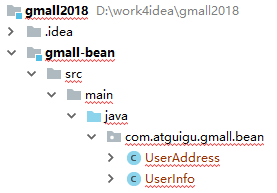 gmall2018 D:\work4idea\gmall2018
.idea
gmall-bean
src
main
java
com.atguigu.gmall.bean
UserAddress
UserInfo